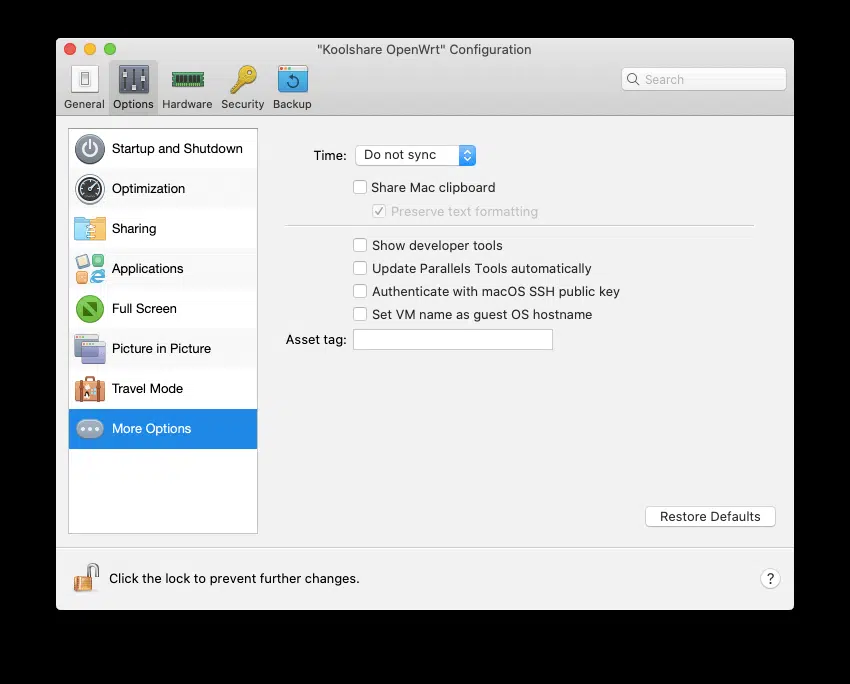 "Koolshare OpenWrt" Configuration
General Options Hardware Security Backup
Search
Startup and Shutdown
Optimization
Sharing
Applications
Full Screen
Picture in Picture
Travel Mode
More Options
Time: Do not sync
Share Mac clipboard
Preserve text formatting
Show developer tools
Update Parallels Tools automatically
Authenticate with macOS SSH public key
Set VM name as guest OS hostname
Asset tag:
Restore Defaults
Click the lock to prevent further changes.
?